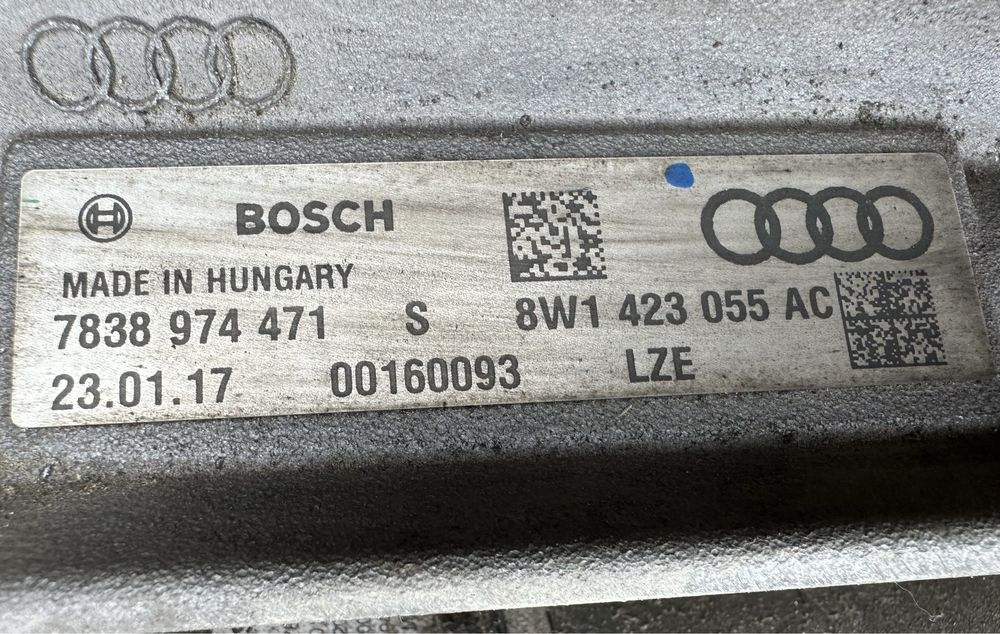 BOSCH
MADE IN HUNGARY
7838 974 471 S 8W1 423 055 AC
23.01.17 00160093 LZE